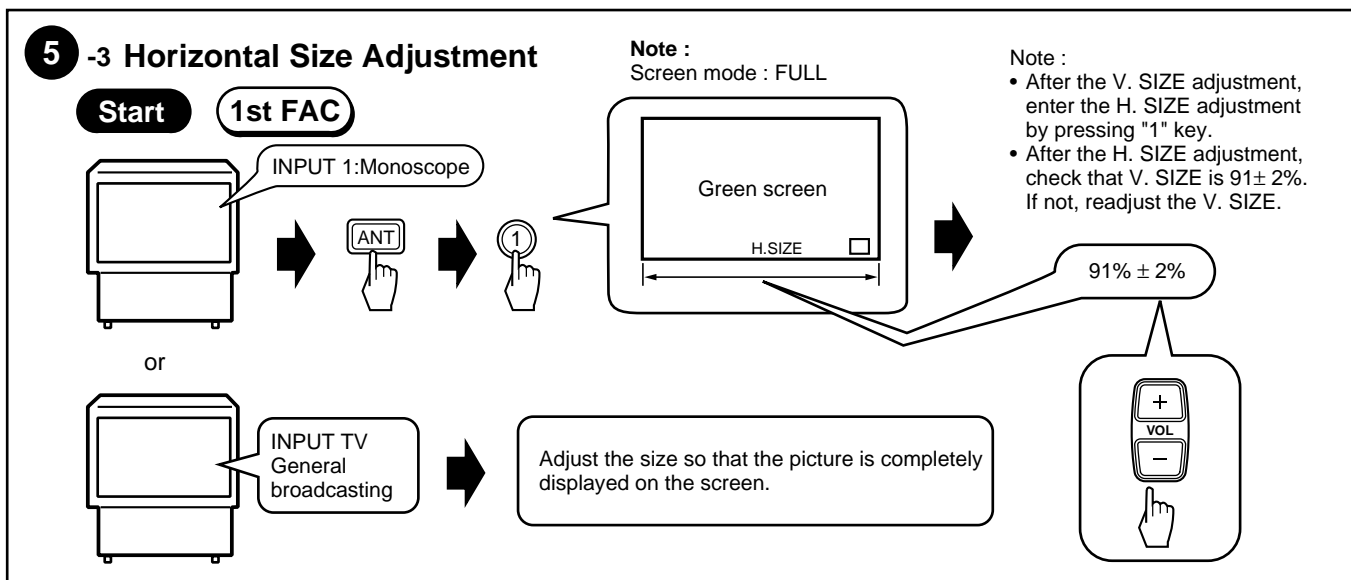 5 -3 Horizontal Size Adjustment
Start
1st FAC
Note :
Screen mode : FULL
Note :
• After the V. SIZE adjustment,
enter the H. SIZE adjustment
by pressing "1" key.
• After the H. SIZE adjustment,
check that V. SIZE is 91± 2%.
If not, readjust the V. SIZE.
INPUT 1:Monoscope
ANT
1
Green screen
H.SIZE
91% ± 2%
+
VOL
−
or
INPUT TV
General
broadcasting
Adjust the size so that the picture is completely
displayed on the screen.